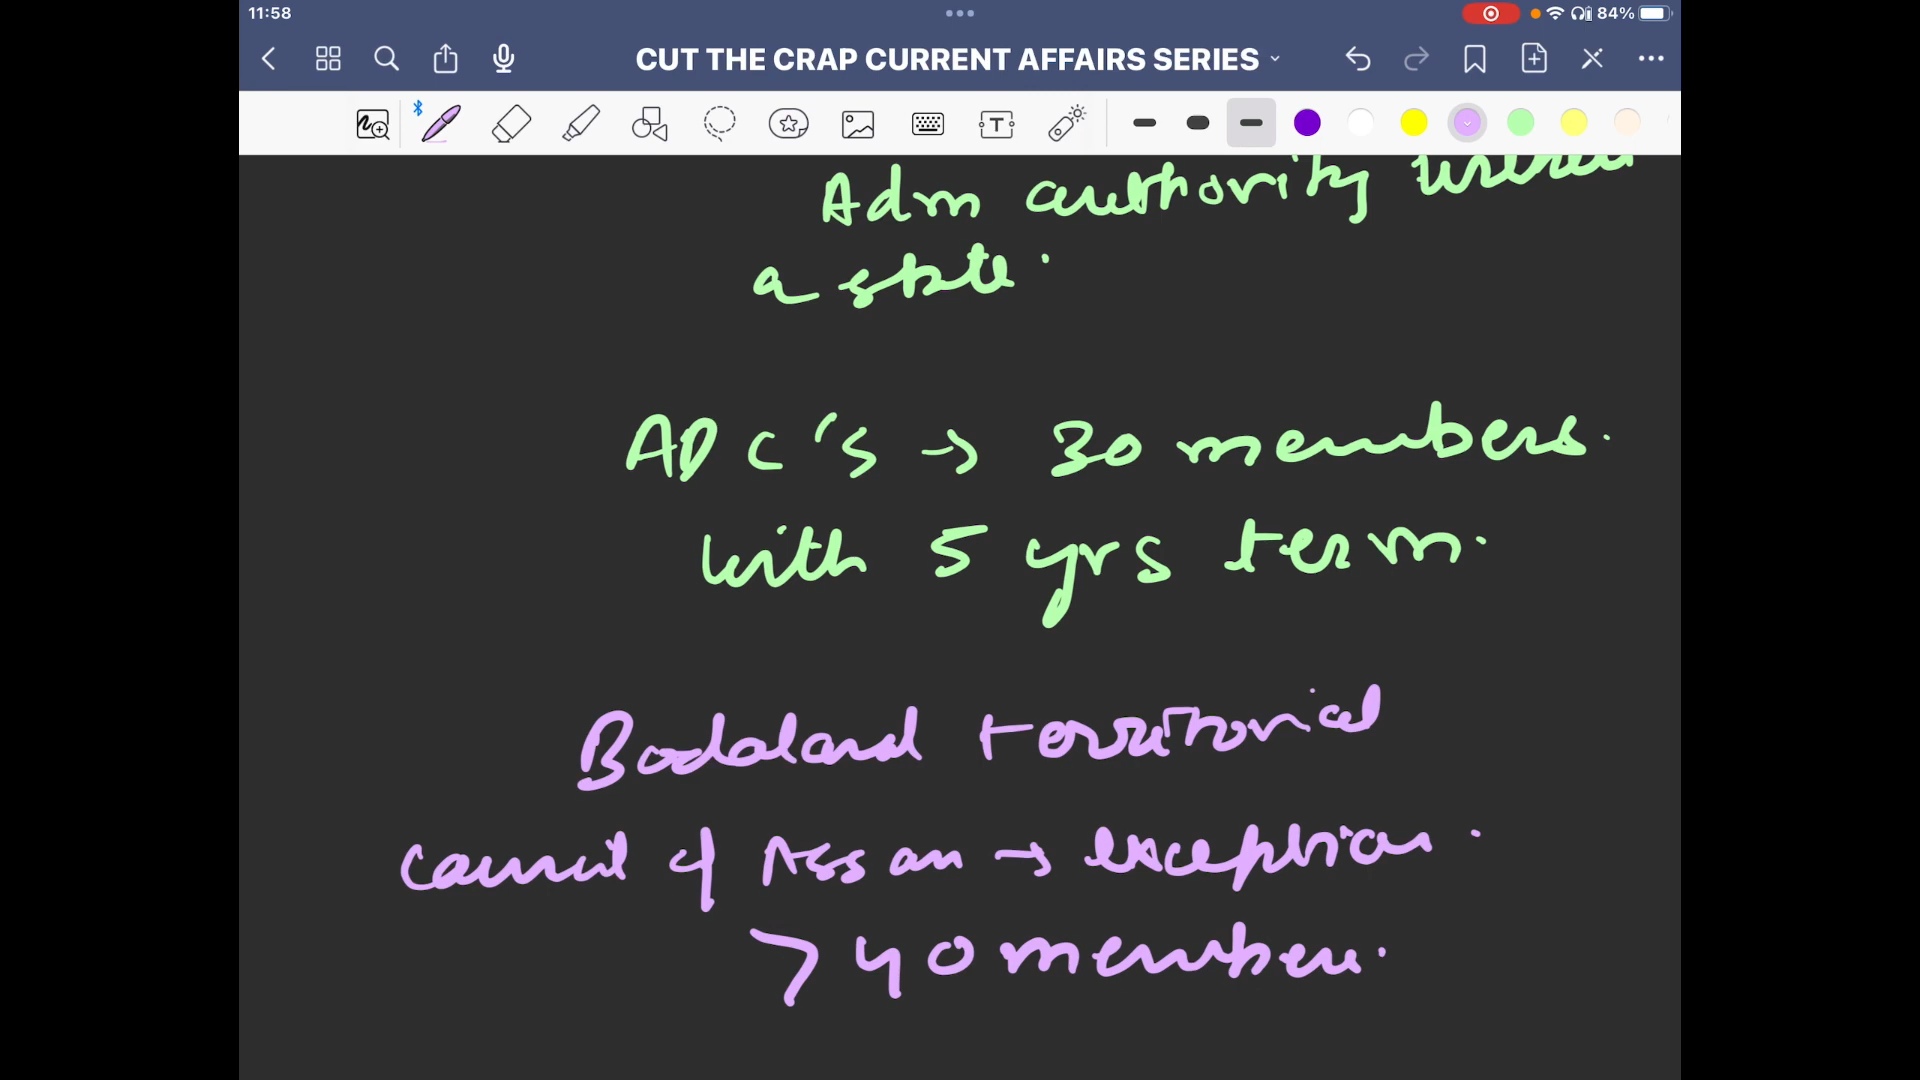 11:58
84%
CUT THE CRAP CURRENT AFFAIRS SERIES
Adm authority within
a state.
ADC's → 30 members.
with 5 yrs term.
Bodoland territorial
council of Assam → exception.
> 40 members.